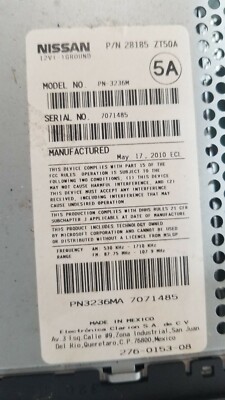 NISSAN P/N 28185 ZT50A
12V⎓ GROUND
5A
MODEL NO. PN-3236M
SERIAL NO. 7071485
MANUFACTURED
May 17, 2010 (C)
THIS DEVICE COMPLIES WITH PART 15 OF THE
FCC RULES. OPERATION IS SUBJECT TO THE
FOLLOWING TWO CONDITIONS. (1) THIS DEVICE
MAY NOT CAUSE HARMFUL INTERFERENCE, AND (2)
THIS DEVICE MUST ACCEPT ANY INTERFERENCE
RECEIVED, INCLUDING INTERFERENCE THAT MAY
CAUSE UNDESIRED OPERATION
THIS PRODUCTION COMPLIES WITH DHHS RULES 21 CFR
SUBCHAPTER J APPLICABLE AT DATE OF MANUFACTURE
THIS PRODUCT INCLUDES TECHNOLOGY OWNED
BY MICROSOFT CORPORATION AND CANNOT BE USED
OR DISTRIBUTED WITHOUT A LICENSE FROM
FREQUENCY AM. 530 KHz - 1710 KHz
RANGE FM. 87.75 MHz - 107.9 MHz
PN3236MA 7071485
MADE IN MEXICO
Electrónica Clarion S.A. de C.V.
Av.3 Esq.Calle #9,Zona Industrial,San Juan
Del Rio,Queretaro,C.P.76800,Mexico
276-0153-08